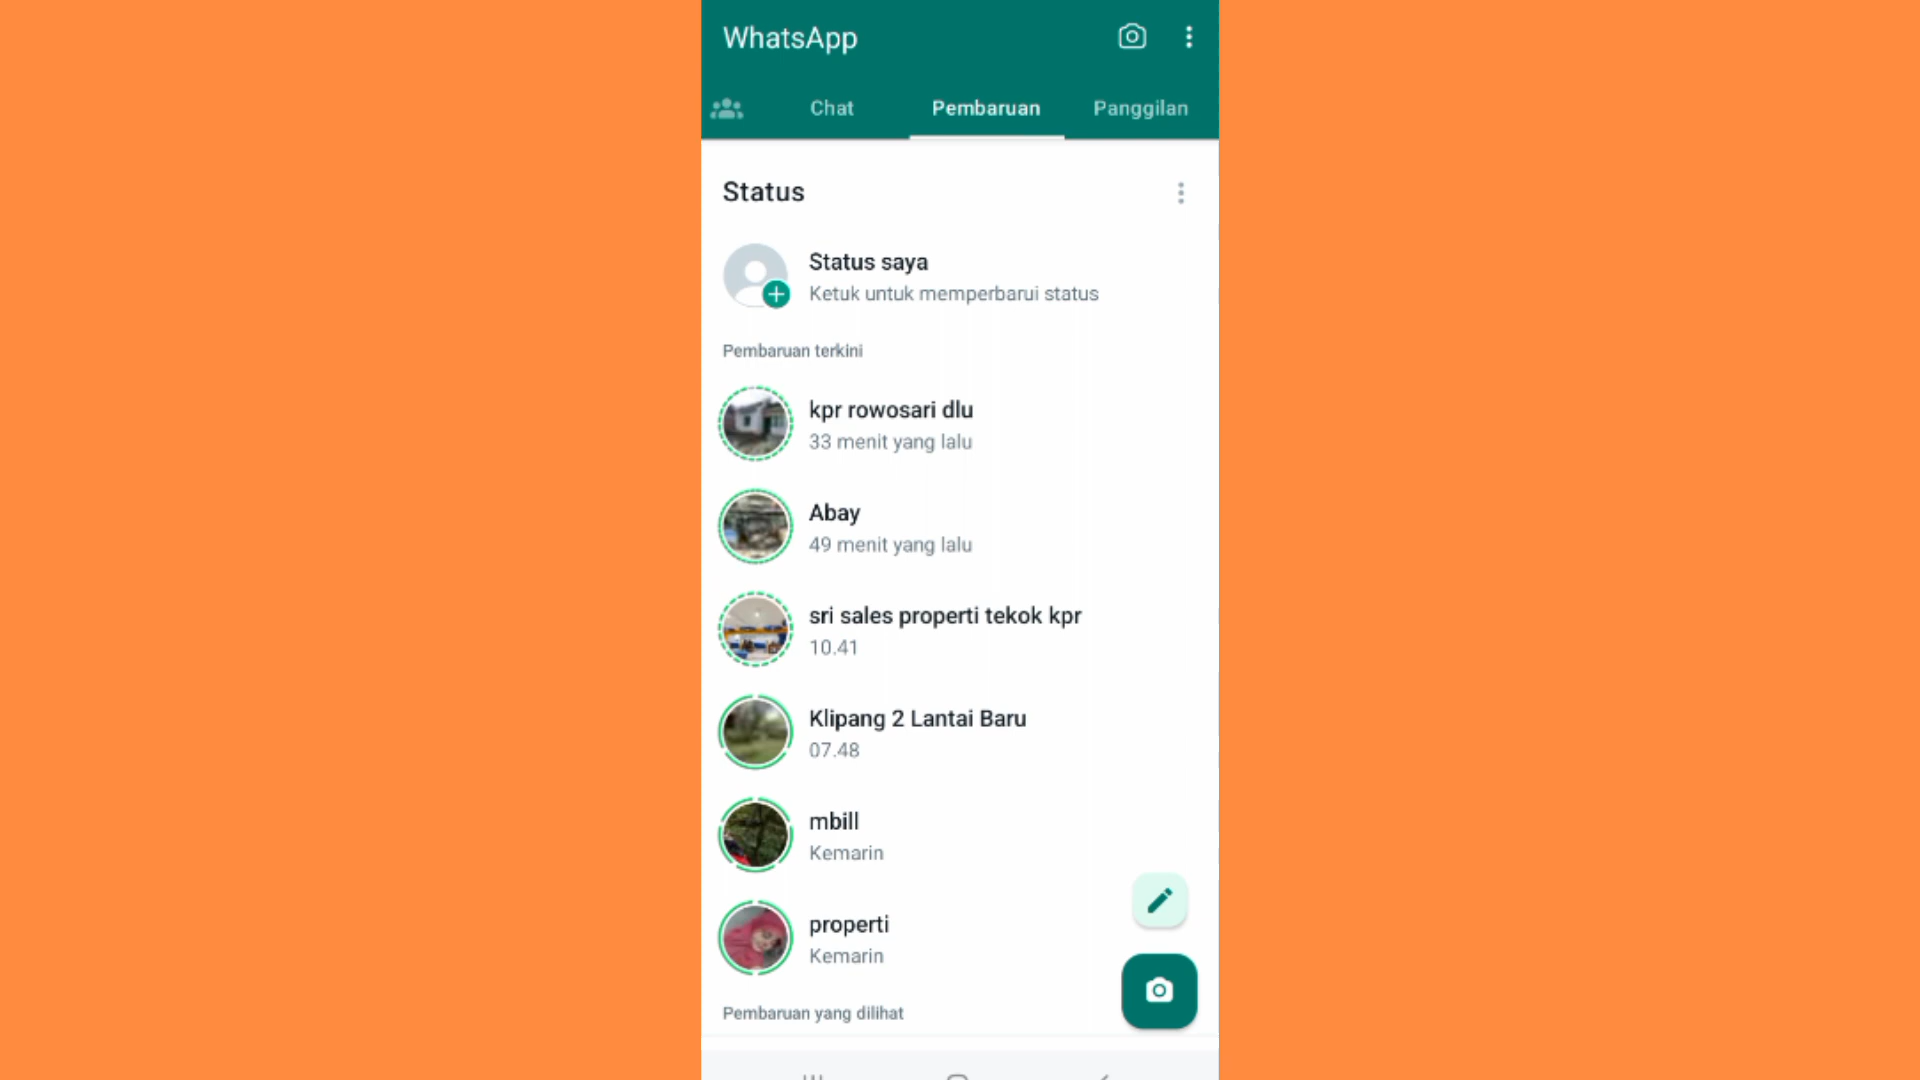 WhatsApp
Chat
Pembaruan
Panggilan
Status
Status saya
Ketuk untuk memperbarui status
Pembaruan terkini
kpr rowosari dlu
33 menit yang lalu
Abay
49 menit yang lalu
sri sales properti tekok kpr
10.41
Klipang 2 Lantai Baru
07.48
mbill
Kemarin
properti
Kemarin
Pembaruan yang dilihat